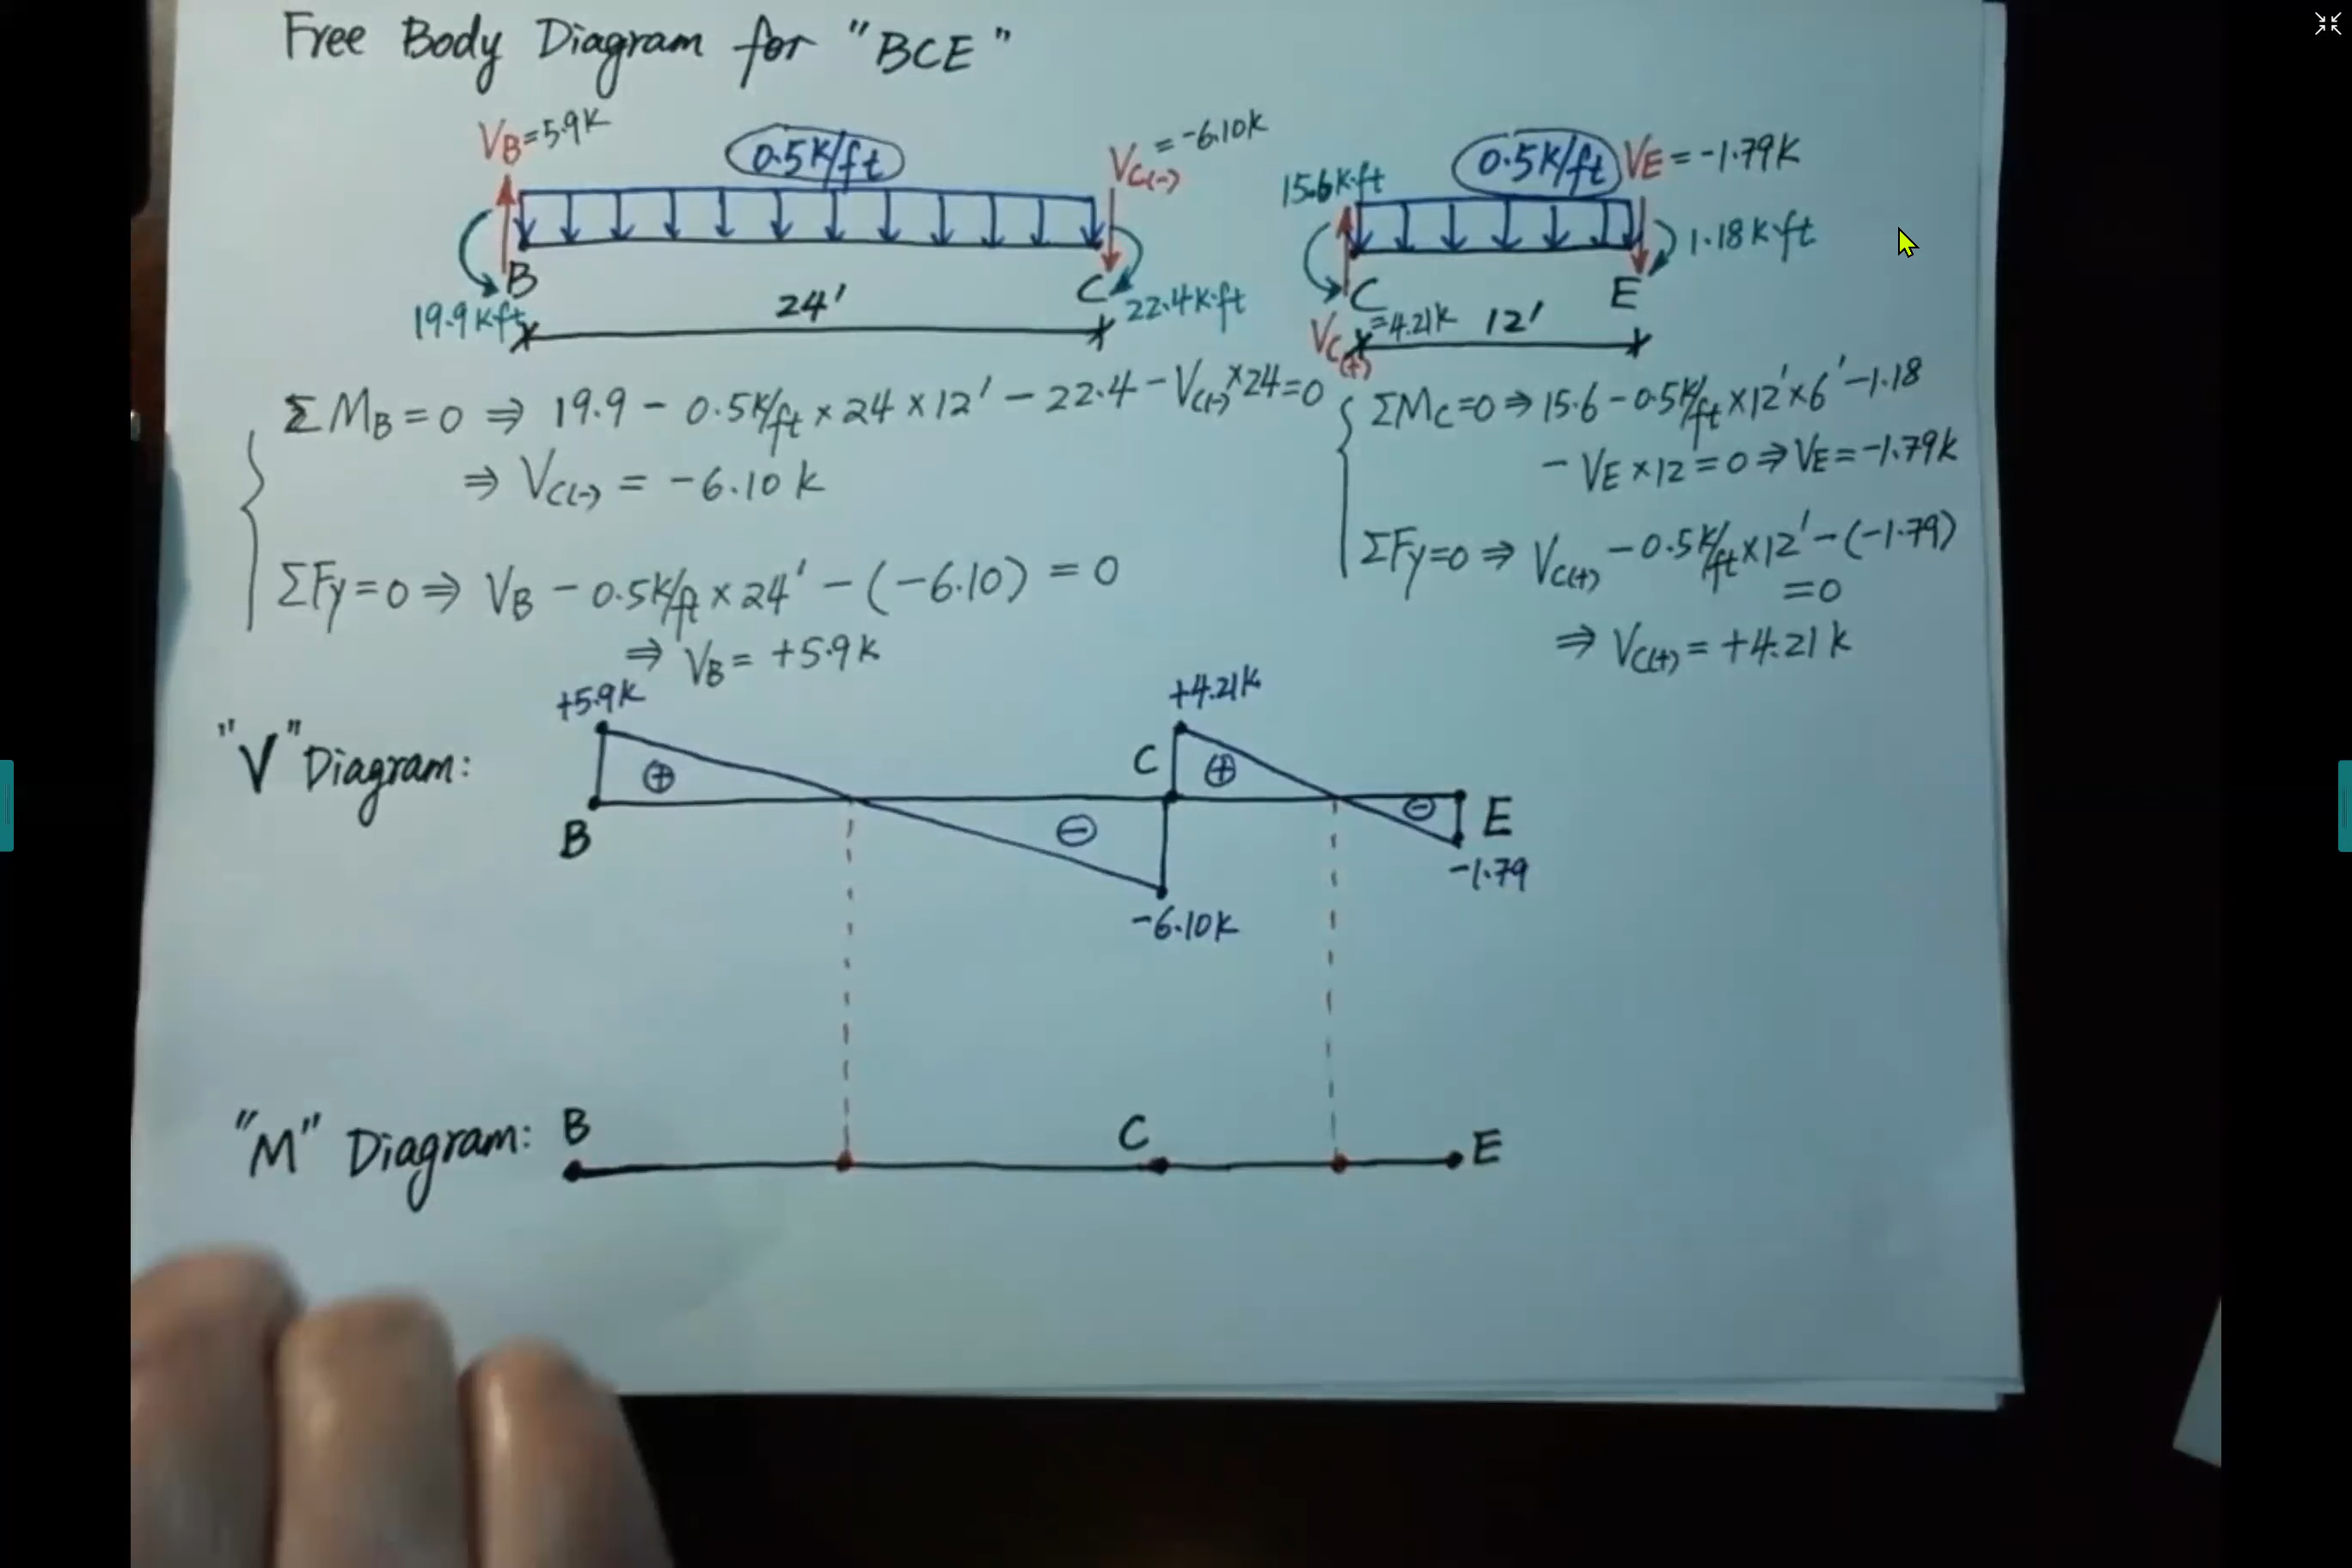 Free Body Diagram for "BCE"
VB=5.9K
0.5K/ft
VC(-) = -6.10K
B
C
19.9K·ft
24'
22.4K·ft
15.6K·ft
0.5K/ft
VE = -1.79K
1.18K·ft
C
E
VC(+) =4.21K
12'
ΣMB=0 ⇒ 19.9 - 0.5K/ft × 24 × 12' - 22.4 - VC(-)×24=0
⇒ VC(-) = -6.10 K
ΣFy=0 ⇒ VB - 0.5K/ft × 24' - (-6.10) = 0
⇒ VB = +5.9K
ΣMC=0 ⇒ 15.6 - 0.5K/ft ×12'×6' -1.18
- VE ×12 = 0 ⇒ VE = -1.79K
ΣFy=0 ⇒ VC(+) - 0.5K/ft ×12' - (-1.79)
=0
⇒ VC(+) = +4.21 K
"V" Diagram:
+5.9K
+
B
-
-6.10K
C
+4.21K
+
-
E
-1.79
"M" Diagram:
B
C
E